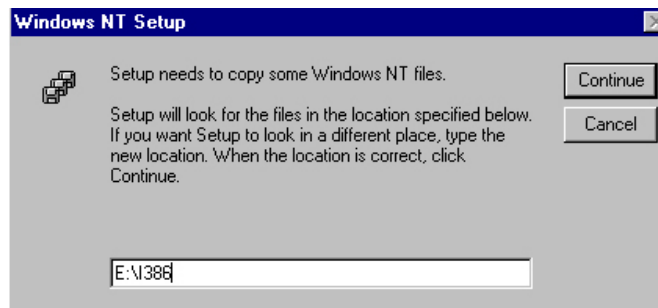 Windows NT Setup
Setup needs to copy some Windows NT files.
Continue
Setup will look for the files in the location specified below.
If you want Setup to look in a different place, type the
new location. When the location is correct, click
Continue.
Cancel
E:\I386